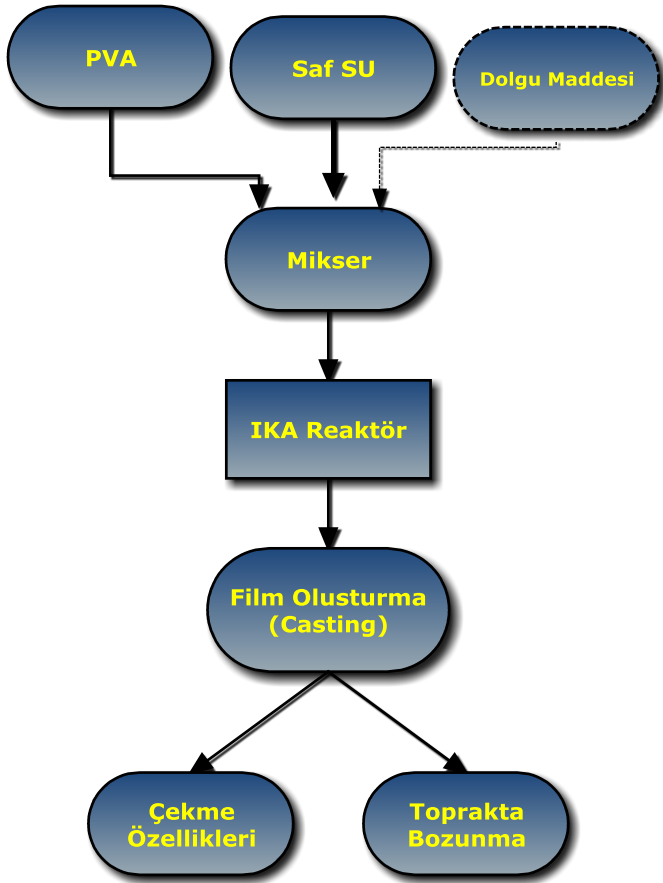 PVA
Saf SU
Dolgu Maddesi
Mikser
IKA Reaktör
Film Olusturma
(Casting)
Çekme
Özellikleri
Toprakta
Bozunma